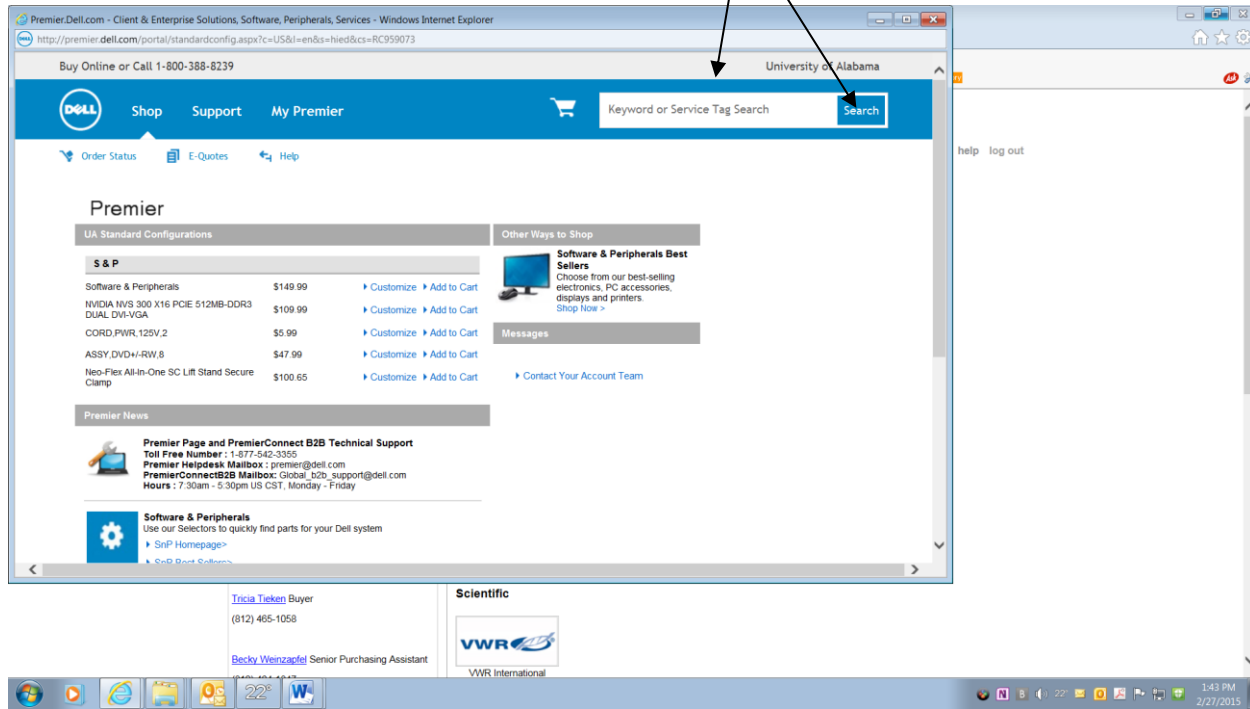 Premier.Dell.com - Client & Enterprise Solutions, Software, Peripherals, Services - Windows Internet Explorer
http://premier.dell.com/portal/standardconfig.aspx?c=US&l=en&s=hied&cs=RC959073
Buy Online or Call 1-800-388-8239
University of Alabama
DELL
Shop Support My Premier
Keyword or Service Tag Search
Search
Order Status E-Quotes Help
help log out
Premier
UA Standard Configurations
S & P
Software & Peripherals $149.99 Customize Add to Cart
NVIDIA NVS 300 X16 PCIE 512MB-DDR3
DUAL DVI-VGA $109.99 Customize Add to Cart
CORD,PWR,125V,2 $5.99 Customize Add to Cart
ASSY,DVD+/-RW,8 $47.99 Customize Add to Cart
Neo-Flex All-In-One SC Lift Stand Secure
Clamp $100.65 Customize Add to Cart
Other Ways to Shop
Software & Peripherals Best
Sellers
Choose from our best-selling
electronics, PC accessories,
displays and printers.
Shop Now >
Messages
Contact Your Account Team
Premier News
Premier Page and PremierConnect B2B Technical Support
Toll Free Number : 1-877-542-3355
Premier Helpdesk Mailbox : premier@dell.com
PremierConnectB2B Mailbox: Global_b2b_support@dell.com
Hours : 7:30am - 5:30pm US CST, Monday - Friday
Software & Peripherals
Use our Selectors to quickly find parts for your Dell system
SnP Homepage>
SnP Best Sellers>
Tricia Tieken Buyer
(812) 465-1058
Becky Weinzapfel Senior Purchasing Assistant
Scientific
VWR
VWR International
22°
22°
1:43 PM
2/27/2015